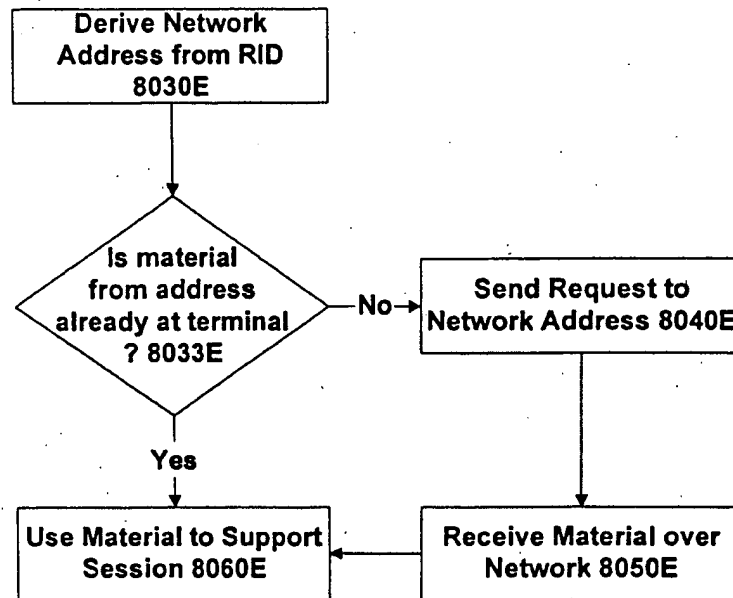 Derive Network
Address from RID
8030E
Is material
from address
already at terminal
? 8033E
No
Send Request to
Network Address 8040E
Yes
Use Material to Support
Session 8060E
Receive Material over
Network 8050E